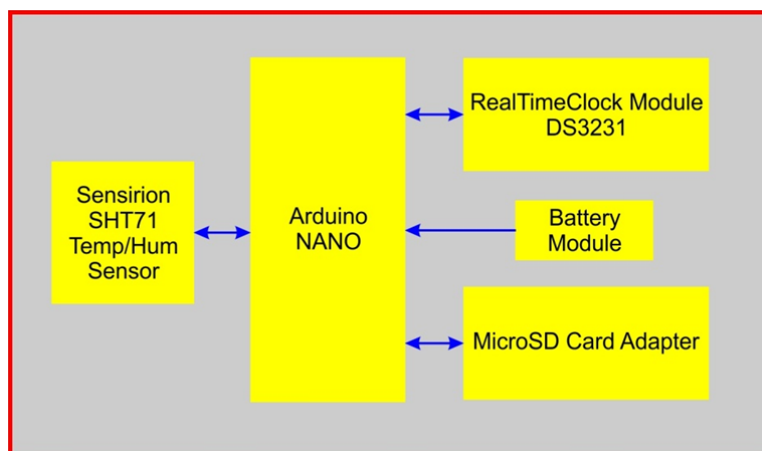 Sensirion
SHT71
Temp/Hum
Sensor
Arduino
NANO
RealTimeClock Module
DS3231
Battery
Module
MicroSD Card Adapter